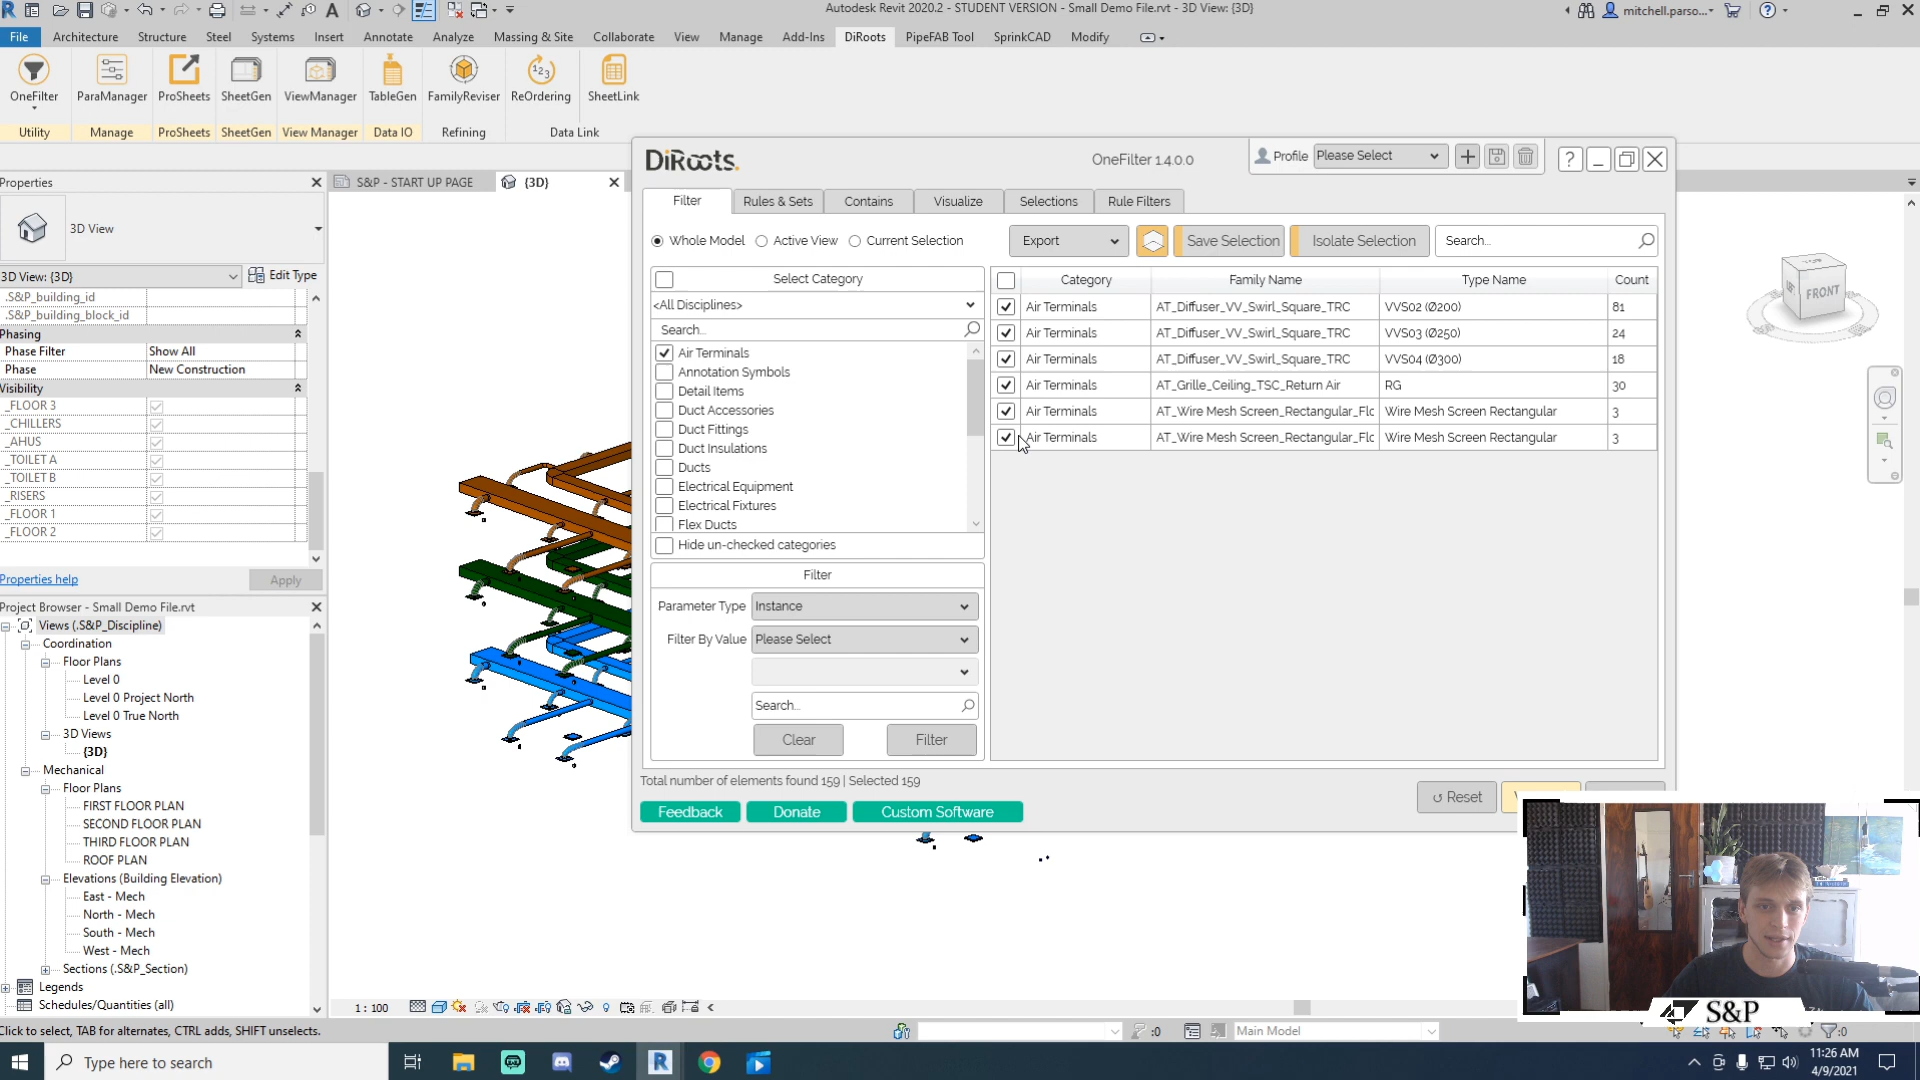 Autodesk Revit 2020.2 - STUDENT VERSION - Small Demo File.rvt - 3D View: {3D}
mitchell.parso...
File Architecture Structure Steel Systems Insert Annotate Analyze Massing & Site Collaborate View Manage Add-Ins DiRoots PipeFAB Tool SprinkCAD Modify
OneFilter ParaManager ProSheets SheetGen ViewManager TableGen FamilyReviser ReOrdering SheetLink
Utility Manage ProSheets SheetGen View Manager Data IO Refining Data Link
Properties
S&P - START UP PAGE
{3D}
3D View
3D View: {3D}
Edit Type
.S&P_building_id
.S&P_building_block_id
Phasing
Phase Filter Show All
Phase New Construction
Visibility
_FLOOR 3
_CHILLERS
_AHUS
_TOILET A
_TOILET B
_RISERS
_FLOOR 1
_FLOOR 2
Properties help
Apply
Project Browser - Small Demo File.rvt
Views (.S&P_Discipline)
Coordination
Floor Plans
Level 0
Level 0 Project North
Level 0 True North
3D Views
{3D}
Mechanical
Floor Plans
FIRST FLOOR PLAN
SECOND FLOOR PLAN
THIRD FLOOR PLAN
ROOF PLAN
Elevations (Building Elevation)
East - Mech
North - Mech
South - Mech
West - Mech
Sections (.S&P_Section)
Legends
Schedules/Quantities (all)
DiRoots.
OneFilter 1.4.0.0
Profile Please Select
Filter Rules & Sets Contains Visualize Selections Rule Filters
Whole Model Active View Current Selection
Export
Save Selection
Isolate Selection
Search...
Select Category
<All Disciplines>
Search...
Air Terminals
Annotation Symbols
Detail Items
Duct Accessories
Duct Fittings
Duct Insulations
Ducts
Electrical Equipment
Electrical Fixtures
Flex Ducts
Hide un-checked categories
Filter
Parameter Type Instance
Filter By Value Please Select
Search...
Clear Filter
Category Family Name Type Name Count
Air Terminals AT_Diffuser_VV_Swirl_Square_TRC VVS02 (Ø200) 81
Air Terminals AT_Diffuser_VV_Swirl_Square_TRC VVS03 (Ø250) 24
Air Terminals AT_Diffuser_VV_Swirl_Square_TRC VVS04 (Ø300) 18
Air Terminals AT_Grille_Ceiling_TSC_Return Air RG 30
Air Terminals AT_Wire Mesh Screen_Rectangular_Flc Wire Mesh Screen Rectangular 3
Air Terminals AT_Wire Mesh Screen_Rectangular_Flc Wire Mesh Screen Rectangular 3
Total number of elements found 159 | Selected 159
Feedback Donate Custom Software
Reset
TOP
FRONT
1 : 100
Click to select, TAB for alternates, CTRL adds, SHIFT unselects.
:0
Main Model
:0
S&P
Type here to search
11:26 AM
4/9/2021